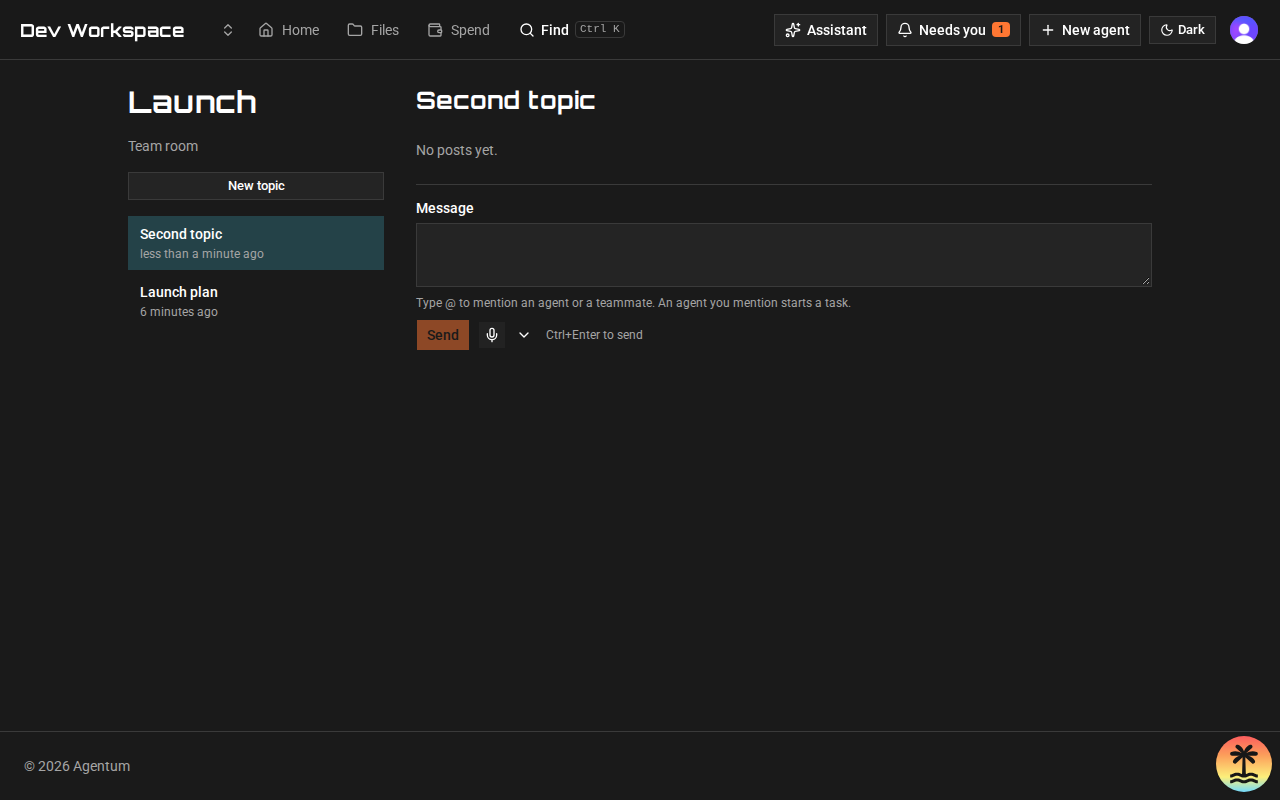 Dev Workspace
Home
Files
Spend
Find Ctrl K
Assistant
Needs you 1
New agent
Dark
Launch
Team room
New topic
Second topic
less than a minute ago
Launch plan
6 minutes ago
Second topic
No posts yet.
Message
Type @ to mention an agent or a teammate. An agent you mention starts a task.
Send
Ctrl+Enter to send
© 2026 Agentum